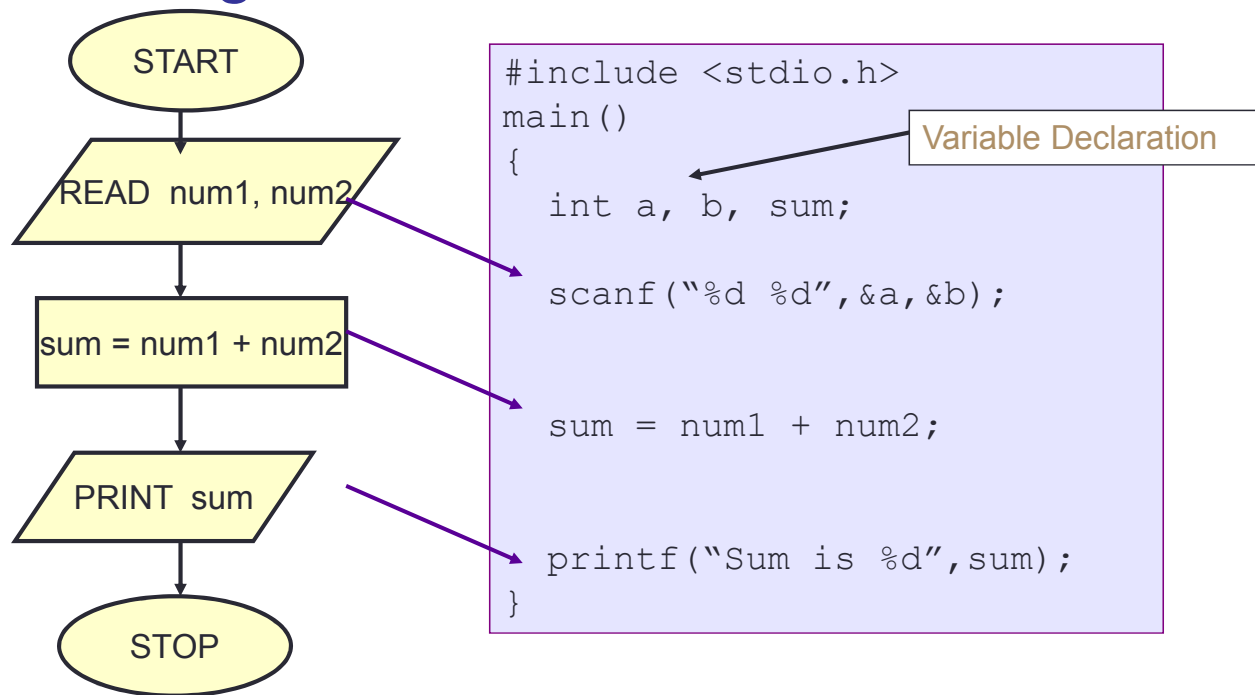 START
READ num1, num2
sum = num1 + num2
PRINT sum
STOP
#include <stdio.h>
main()
{
int a, b, sum;
scanf(“%d %d”,&a,&b);
sum = num1 + num2;
printf(“Sum is %d”,sum);
}
Variable Declaration